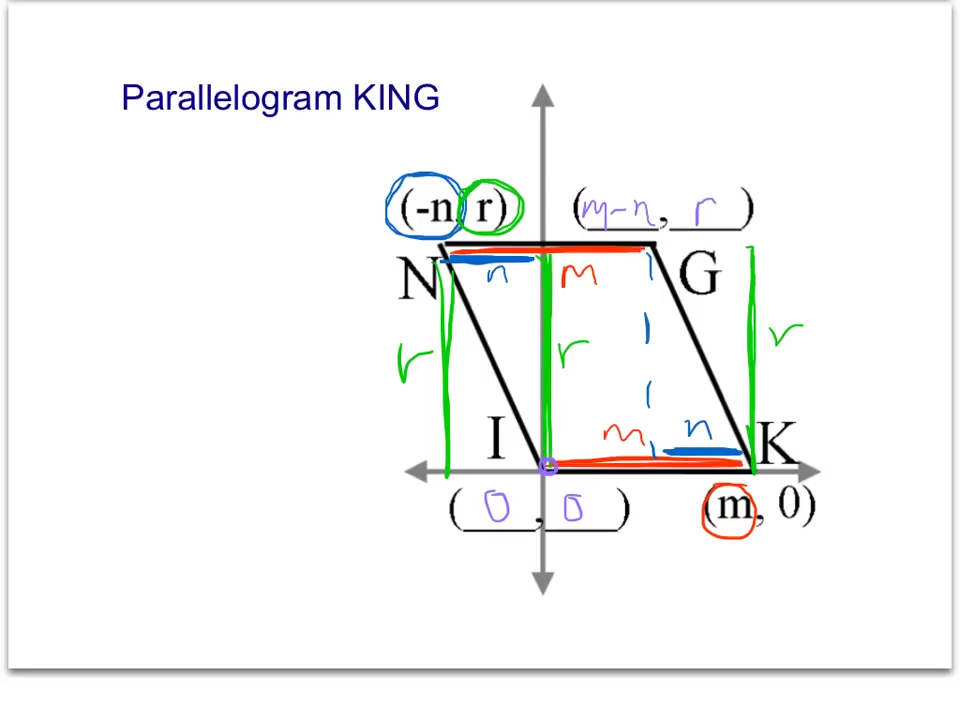 Parallelogram KING
(-n, r) (m-n, r)
N n m G
r r r
I m n K
(0, 0) (m, 0)